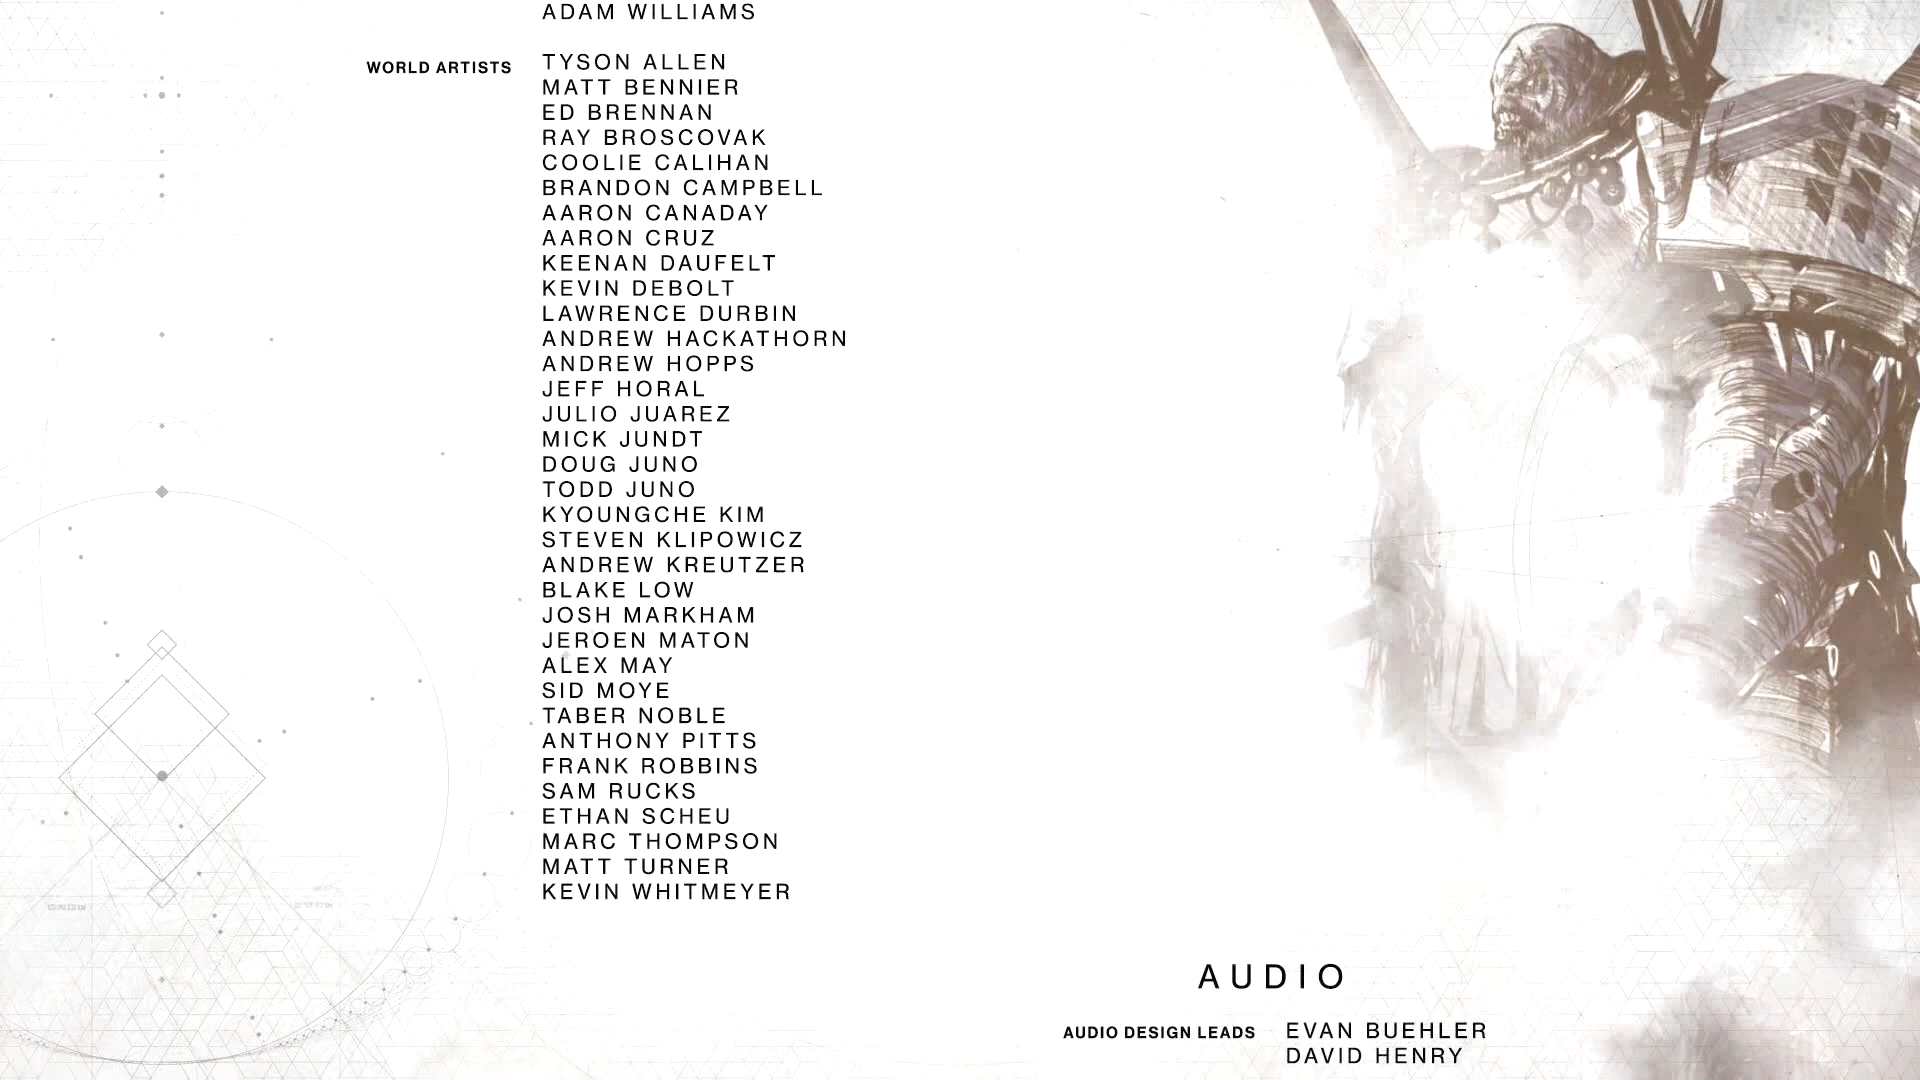 ADAM WILLIAMS
WORLD ARTISTS TYSON ALLEN
MATT BENNIER
ED BRENNAN
RAY BROSCOVAK
COOLIE CALIHAN
BRANDON CAMPBELL
AARON CANADAY
AARON CRUZ
KEENAN DAUFELT
KEVIN DEBOLT
LAWRENCE DURBIN
ANDREW HACKATHORN
ANDREW HOPPS
JEFF HORAL
JULIO JUAREZ
MICK JUNDT
DOUG JUNO
TODD JUNO
KYOUNGCHE KIM
STEVEN KLIPOWICZ
ANDREW KREUTZER
BLAKE LOW
JOSH MARKHAM
JEROEN MATON
ALEX MAY
SID MOYE
TABER NOBLE
ANTHONY PITTS
FRANK ROBBINS
SAM RUCKS
ETHAN SCHEU
MARC THOMPSON
MATT TURNER
KEVIN WHITMEYER
AUDIO
AUDIO DESIGN LEADS EVAN BUEHLER
DAVID HENRY